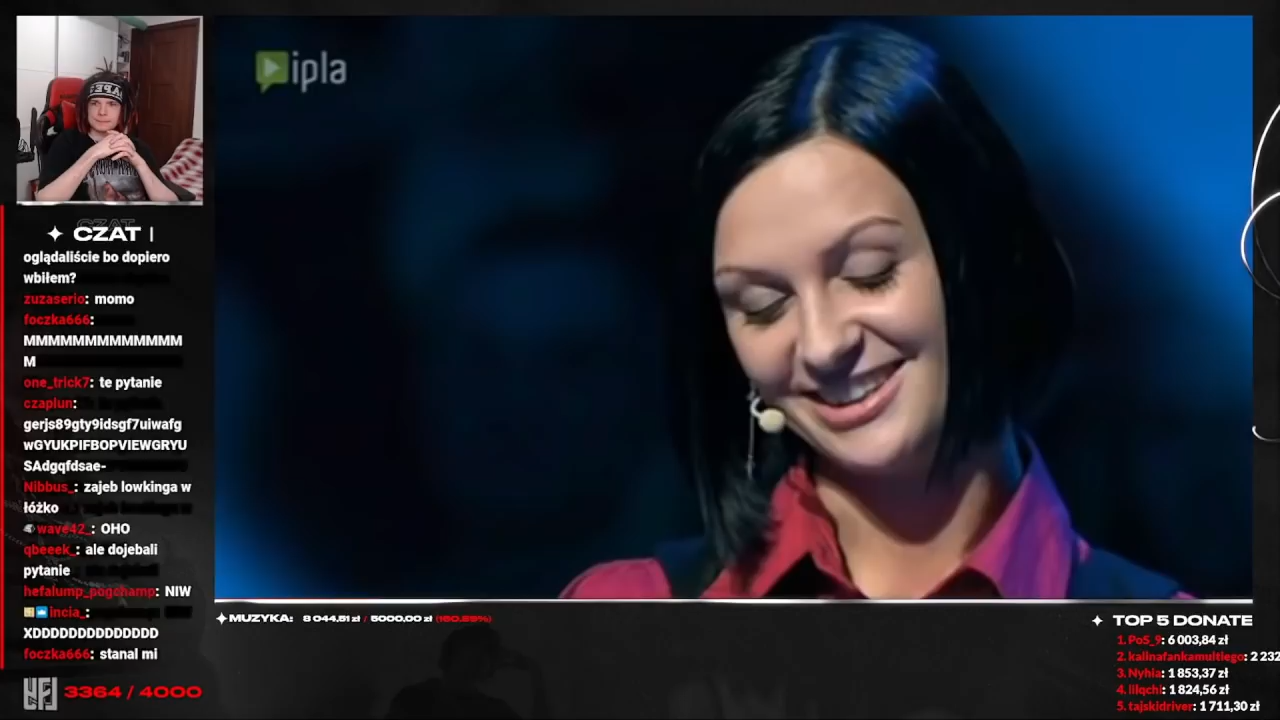 ipla
CZAT |
oglądaliście bo dopiero
wbiłem?
zuzaserio: momo
foczka666:
MMMMMMMMMMMMM
M
one_trick7: te pytanie
czaplun:
gerjs89gty9idsgf7uiwafg
wGYUKPIFBOPVIEWGRYU
SAdgqfdsae-
Nibbus_: zajeb lowkinga w
łóżko
wave42_: OHO
qbeeek_: ale dojebali
pytanie
hefalump_pogchamp: NIW
incia_:
XDDDDDDDDDDDDDD
foczka666: stanal mi
3364 / 4000
MUZYKA: 8 044,51 zł / 5000,00 zł (160.89%)
TOP 5 DONATE
1. PoS_9: 6 003,84 zł
2. kalinafankamultiego: 2 232
3. Nyhia: 1 853,37 zł
4. lilqchi: 1 824,56 zł
5. tajskidriver: 1 711,30 zł